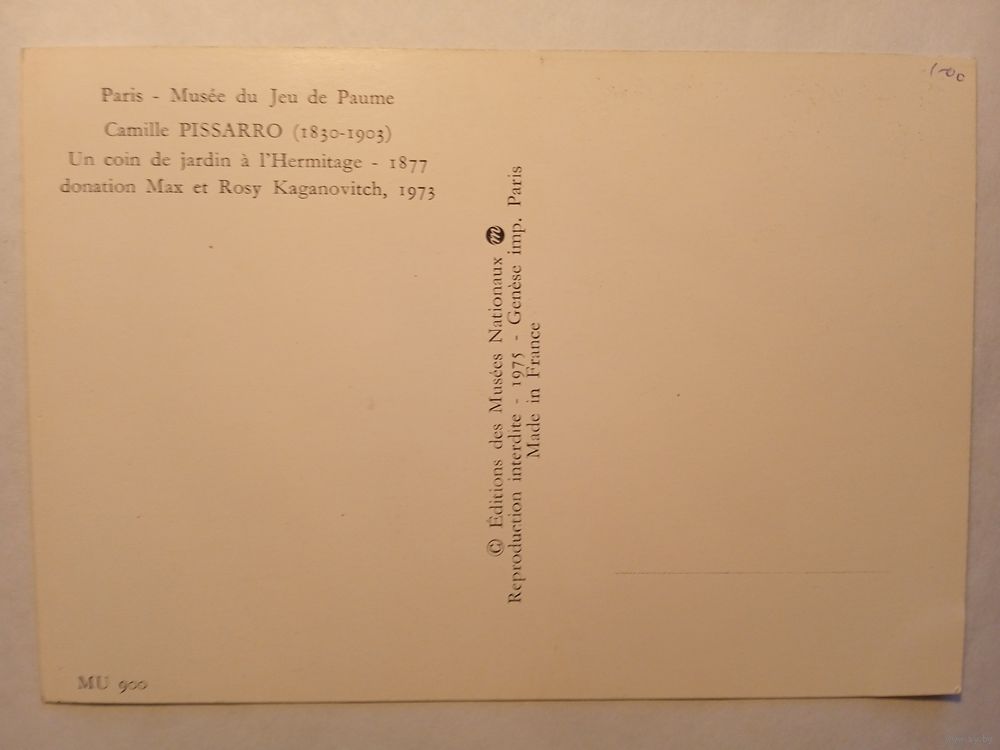 Paris - Musée du Jeu de Paume
Camille PISSARRO (1830-1903)
Un coin de jardin à l'Hermitage - 1877
donation Max et Rosy Kaganovitch, 1973
© Éditions des Musées Nationaux m
Reproduction interdite - 1975 - Genèse imp. Paris
Made in France
MU 900